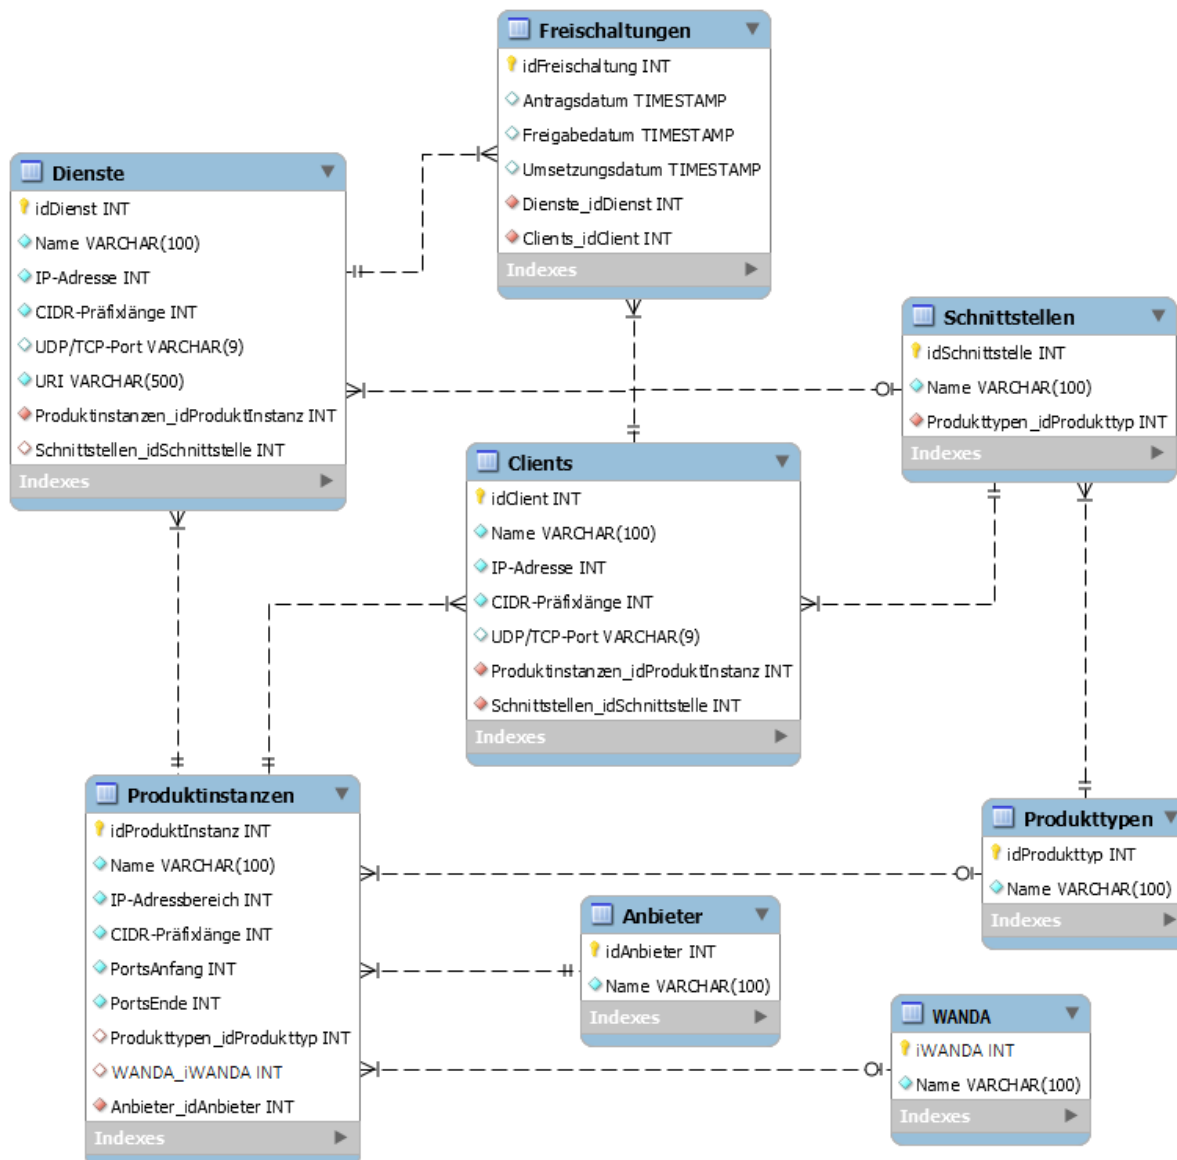 Freischaltungen
idFreischaltung INT
Antragsdatum TIMESTAMP
Freigabedatum TIMESTAMP
Umsetzungsdatum TIMESTAMP
Dienste_idDienst INT
Clients_idClient INT
Indexes
Dienste
idDienst INT
Name VARCHAR(100)
IP-Adresse INT
CIDR-Präfixlänge INT
UDP/TCP-Port VARCHAR(9)
URI VARCHAR(500)
Produktinstanzen_idProduktInstanz INT
Schnittstellen_idSchnittstelle INT
Indexes
Schnittstellen
idSchnittstelle INT
Name VARCHAR(100)
Produkttypen_idProdukttyp INT
Indexes
Clients
idClient INT
Name VARCHAR(100)
IP-Adresse INT
CIDR-Präfixlänge INT
UDP/TCP-Port VARCHAR(9)
Produktinstanzen_idProduktInstanz INT
Schnittstellen_idSchnittstelle INT
Indexes
Produktinstanzen
idProduktInstanz INT
Name VARCHAR(100)
IP-Adressbereich INT
CIDR-Präfixlänge INT
PortsAnfang INT
PortsEnde INT
Produkttypen_idProdukttyp INT
WANDA_iWANDA INT
Anbieter_idAnbieter INT
Indexes
Produkttypen
idProdukttyp INT
Name VARCHAR(100)
Indexes
Anbieter
idAnbieter INT
Name VARCHAR(100)
Indexes
WANDA
iWANDA INT
Name VARCHAR(100)
Indexes